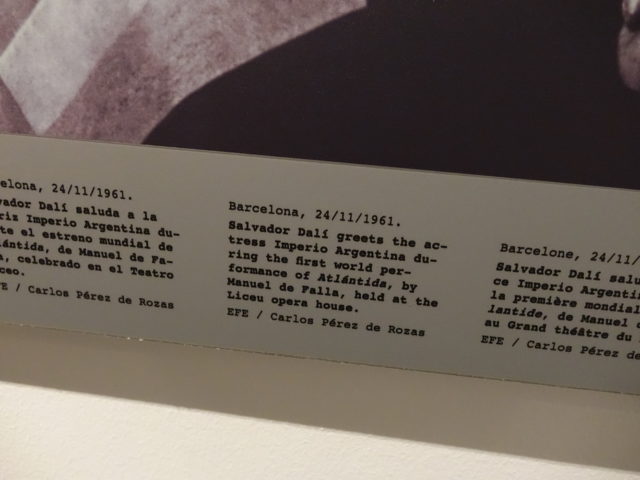 elona, 24/11/1961.
vador Dalí saluda a la
riz Imperio Argentina du-
te el estreno mundial de
lántida, de Manuel de Fa-
a, celebrado en el Teatro
ceo.
FE / Carlos Pérez de Rozas
Barcelona, 24/11/1961.
Salvador Dalí greets the ac-
tress Imperio Argentina du-
ring the first world per-
formance of Atlántida, by
Manuel de Falla, held at the
Liceu opera house.
EFE / Carlos Pérez de Rozas
Barcelone, 24/11/
Salvador Dalí salu
ce Imperio Argenti
la première mondial
lantide, de Manuel
au Grand théâtre du
EFE / Carlos Pérez de